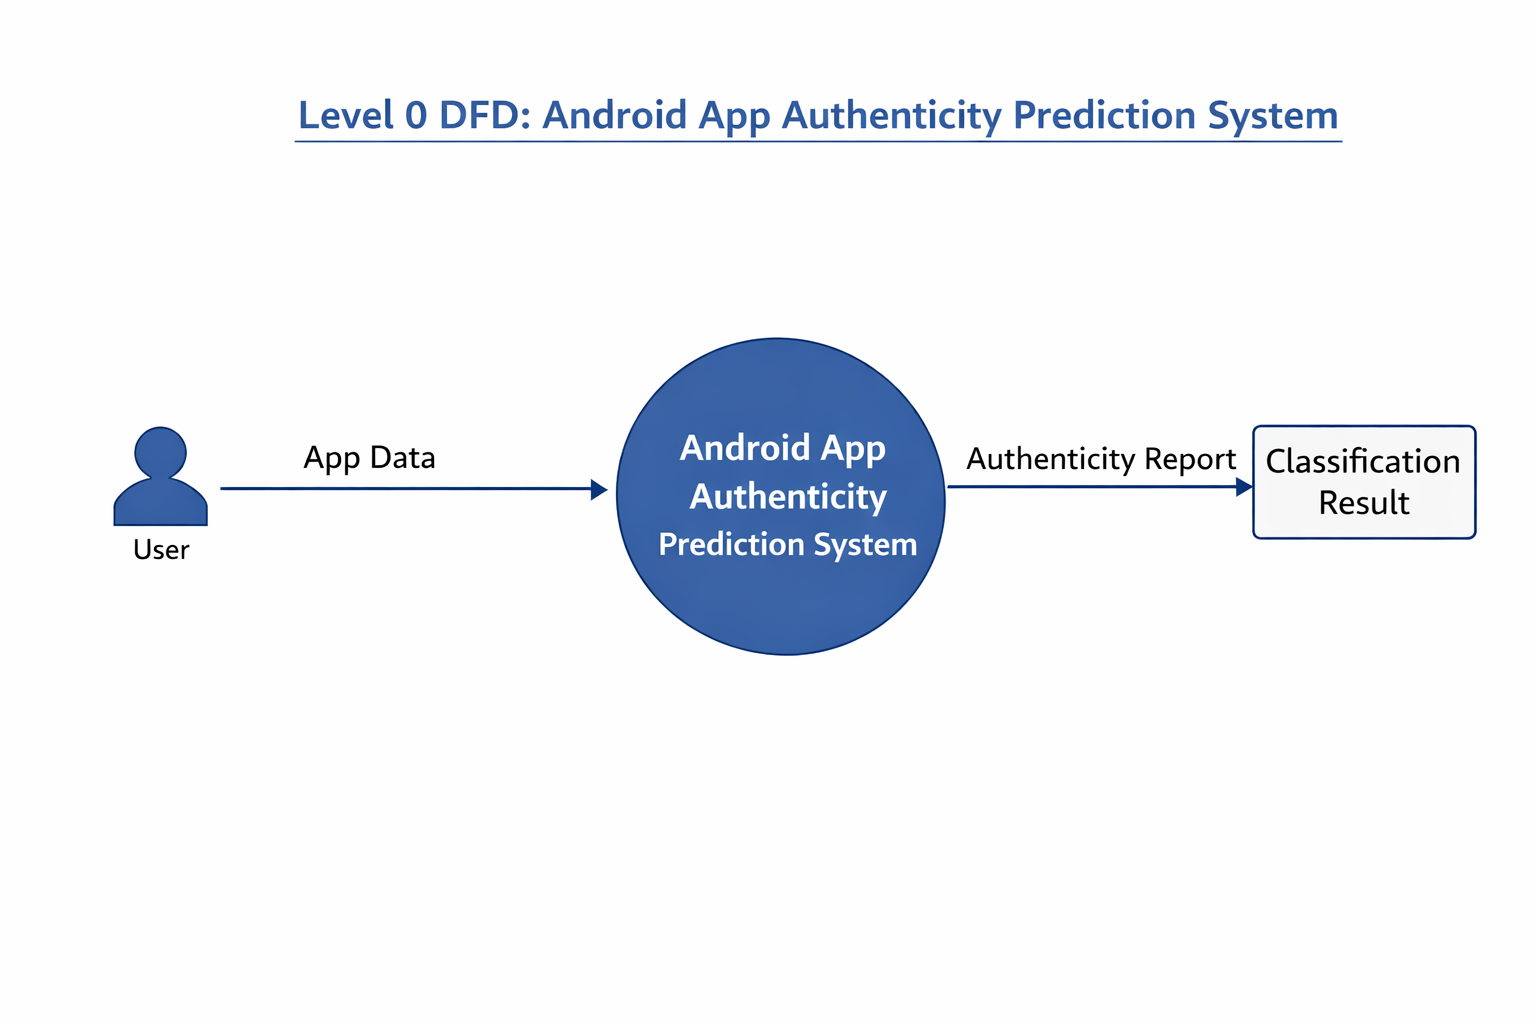 Level 0 DFD: Android App Authenticity Prediction System
App Data
User
Android App
Authenticity
Prediction System
Authenticity Report
Classification
Result